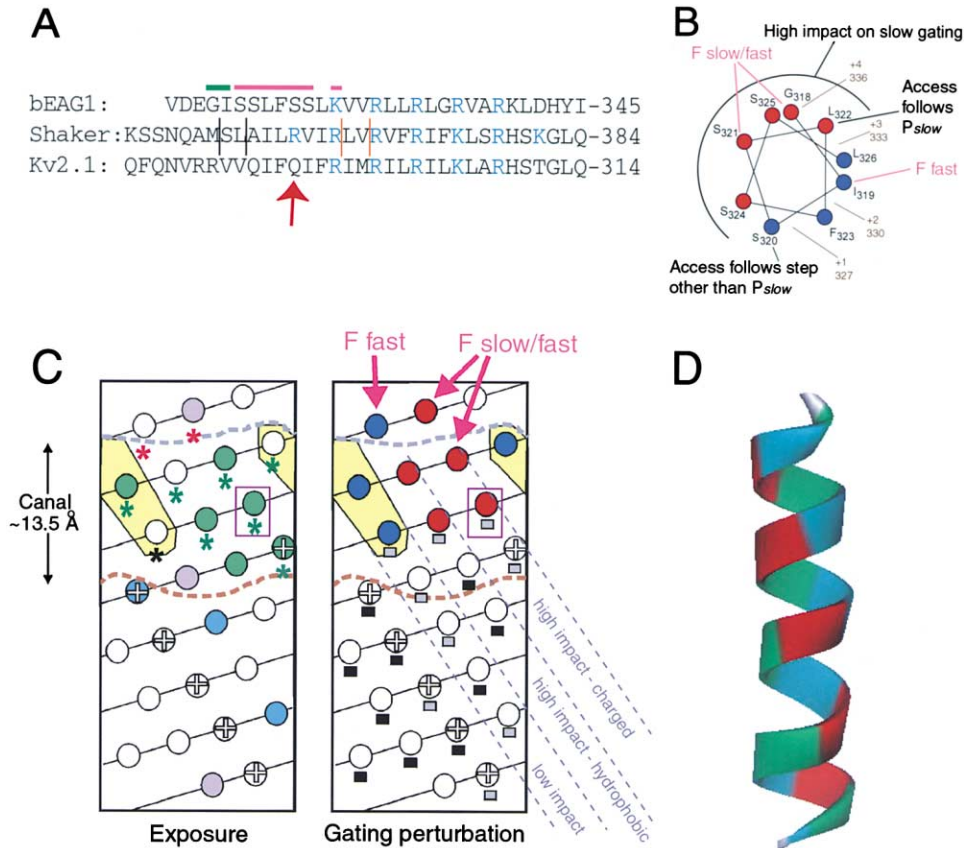 A
bEAG1: VDEGISSLFSSLKVVRLLRLGRVARKLDHYI-345
Shaker:KSSNQAMSLAILRVIRLVRVFRIFKLSRHSKGLQ-384
Kv2.1: QFQNVRRVVQIFQIFRIMRILRILKLARHSTGLQ-314
B
High impact on slow gating
F slow/fast
+4
336
S325
G318
L322
Access
follows
Pslow
S321
+3
333
L326
I319
F fast
S324
S320
F323
+2
330
+1
327
Access follows step
other than Pslow
C
F fast
F slow/fast
Canal
~13.5 Å
high impact - charged
high impact - hydrophobic
low impact
Exposure
Gating perturbation
D